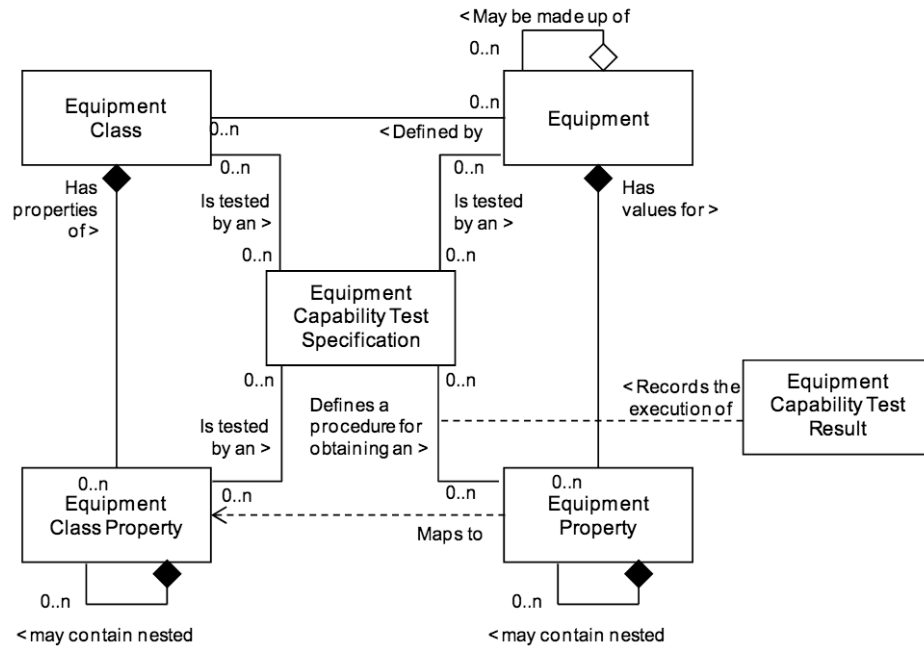 < May be made up of
0..n
Equipment
Class
0..n
Equipment
0..n
< Defined by
0..n
0..n
Has
properties
of >
Is tested
by an >
Is tested
by an >
Has
values for >
0..n
0..n
Equipment
Capability Test
Specification
0..n
0..n
< Records the
execution of
Equipment
Capability Test
Result
Is tested
by an >
Defines a
procedure for
obtaining an >
0..n
0..n
0..n
0..n
Equipment
Class Property
Equipment
Property
Maps to
0..n
0..n
< may contain nested
< may contain nested